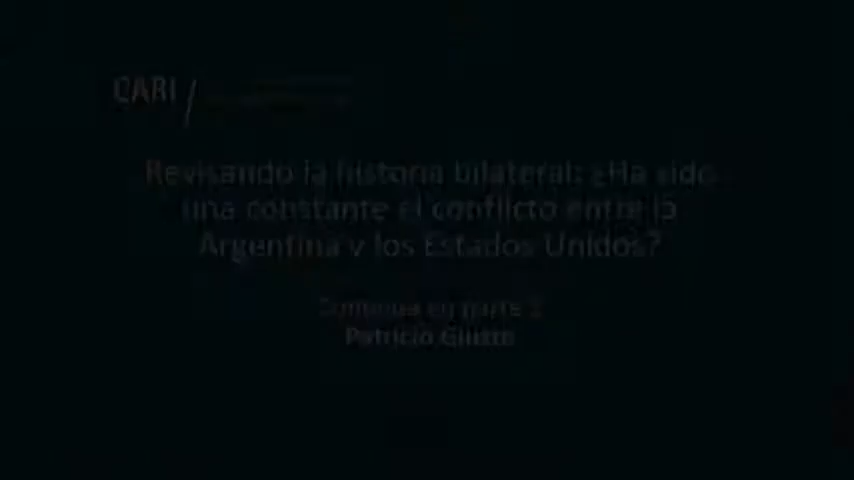 CARI /
Revisando la historia bilateral: ¿Ha sido
una constante el conflicto entre la
Argentina y los Estados Unidos?
Continúa en parte 2
Patricio Giusto